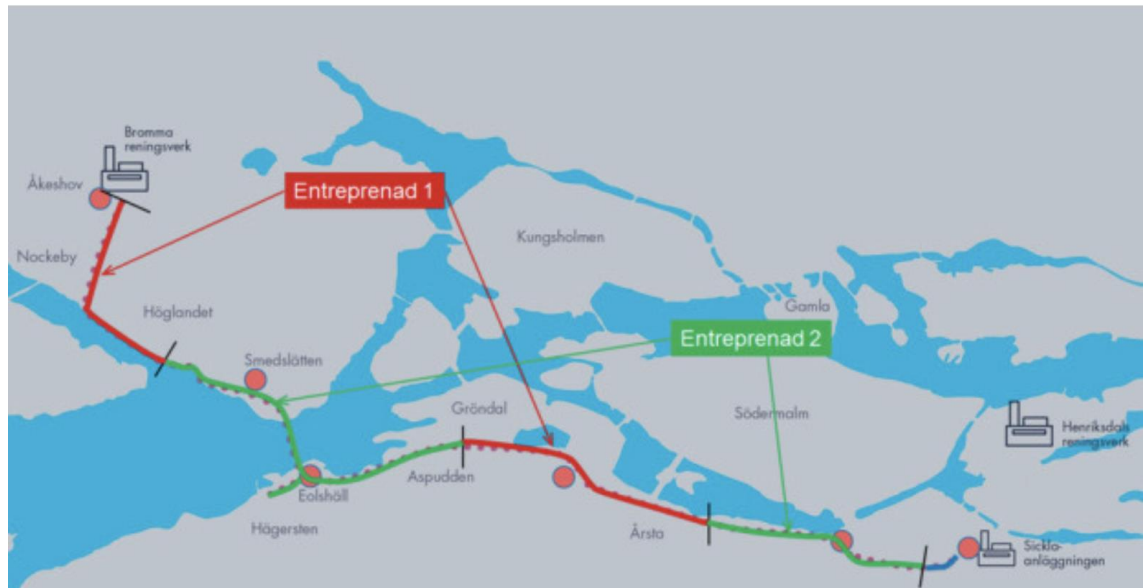 Bromma
reningsverk
Åkeshov
Entreprenad 1
Nockeby
Kungsholmen
Höglandet
Gamla
Entreprenad 2
Smedslätten
Gröndal
Södermalm
Henriksdals
reningsverk
Aspudden
Eolshäll
Hägersten
Årsta
Sickla-
anläggningen